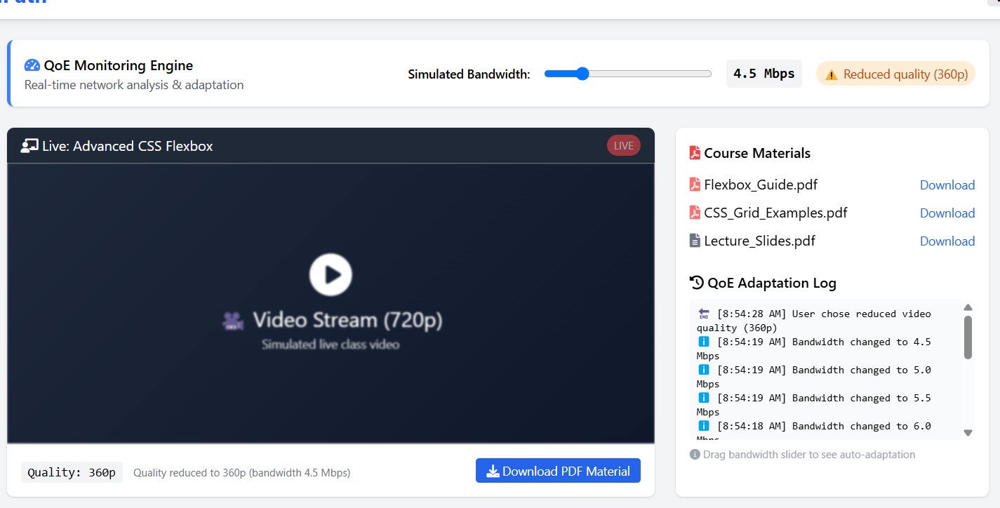 QoE Monitoring Engine
Real-time network analysis & adaptation
Simulated Bandwidth:
4.5 Mbps
Reduced quality (360p)
Live: Advanced CSS Flexbox
LIVE
Video Stream (720p)
Simulated live class video
Quality: 360p
Quality reduced to 360p (bandwidth 4.5 Mbps)
Download PDF Material
Course Materials
Flexbox_Guide.pdf
Download
CSS_Grid_Examples.pdf
Download
Lecture_Slides.pdf
Download
QoE Adaptation Log
END [8:54:28 AM] User chose reduced video
quality (360p)
[8:54:19 AM] Bandwidth changed to 4.5
Mbps
[8:54:19 AM] Bandwidth changed to 5.0
Mbps
[8:54:19 AM] Bandwidth changed to 5.5
Mbps
[8:54:18 AM] Bandwidth changed to 6.0
Mbps
Drag bandwidth slider to see auto-adaptation